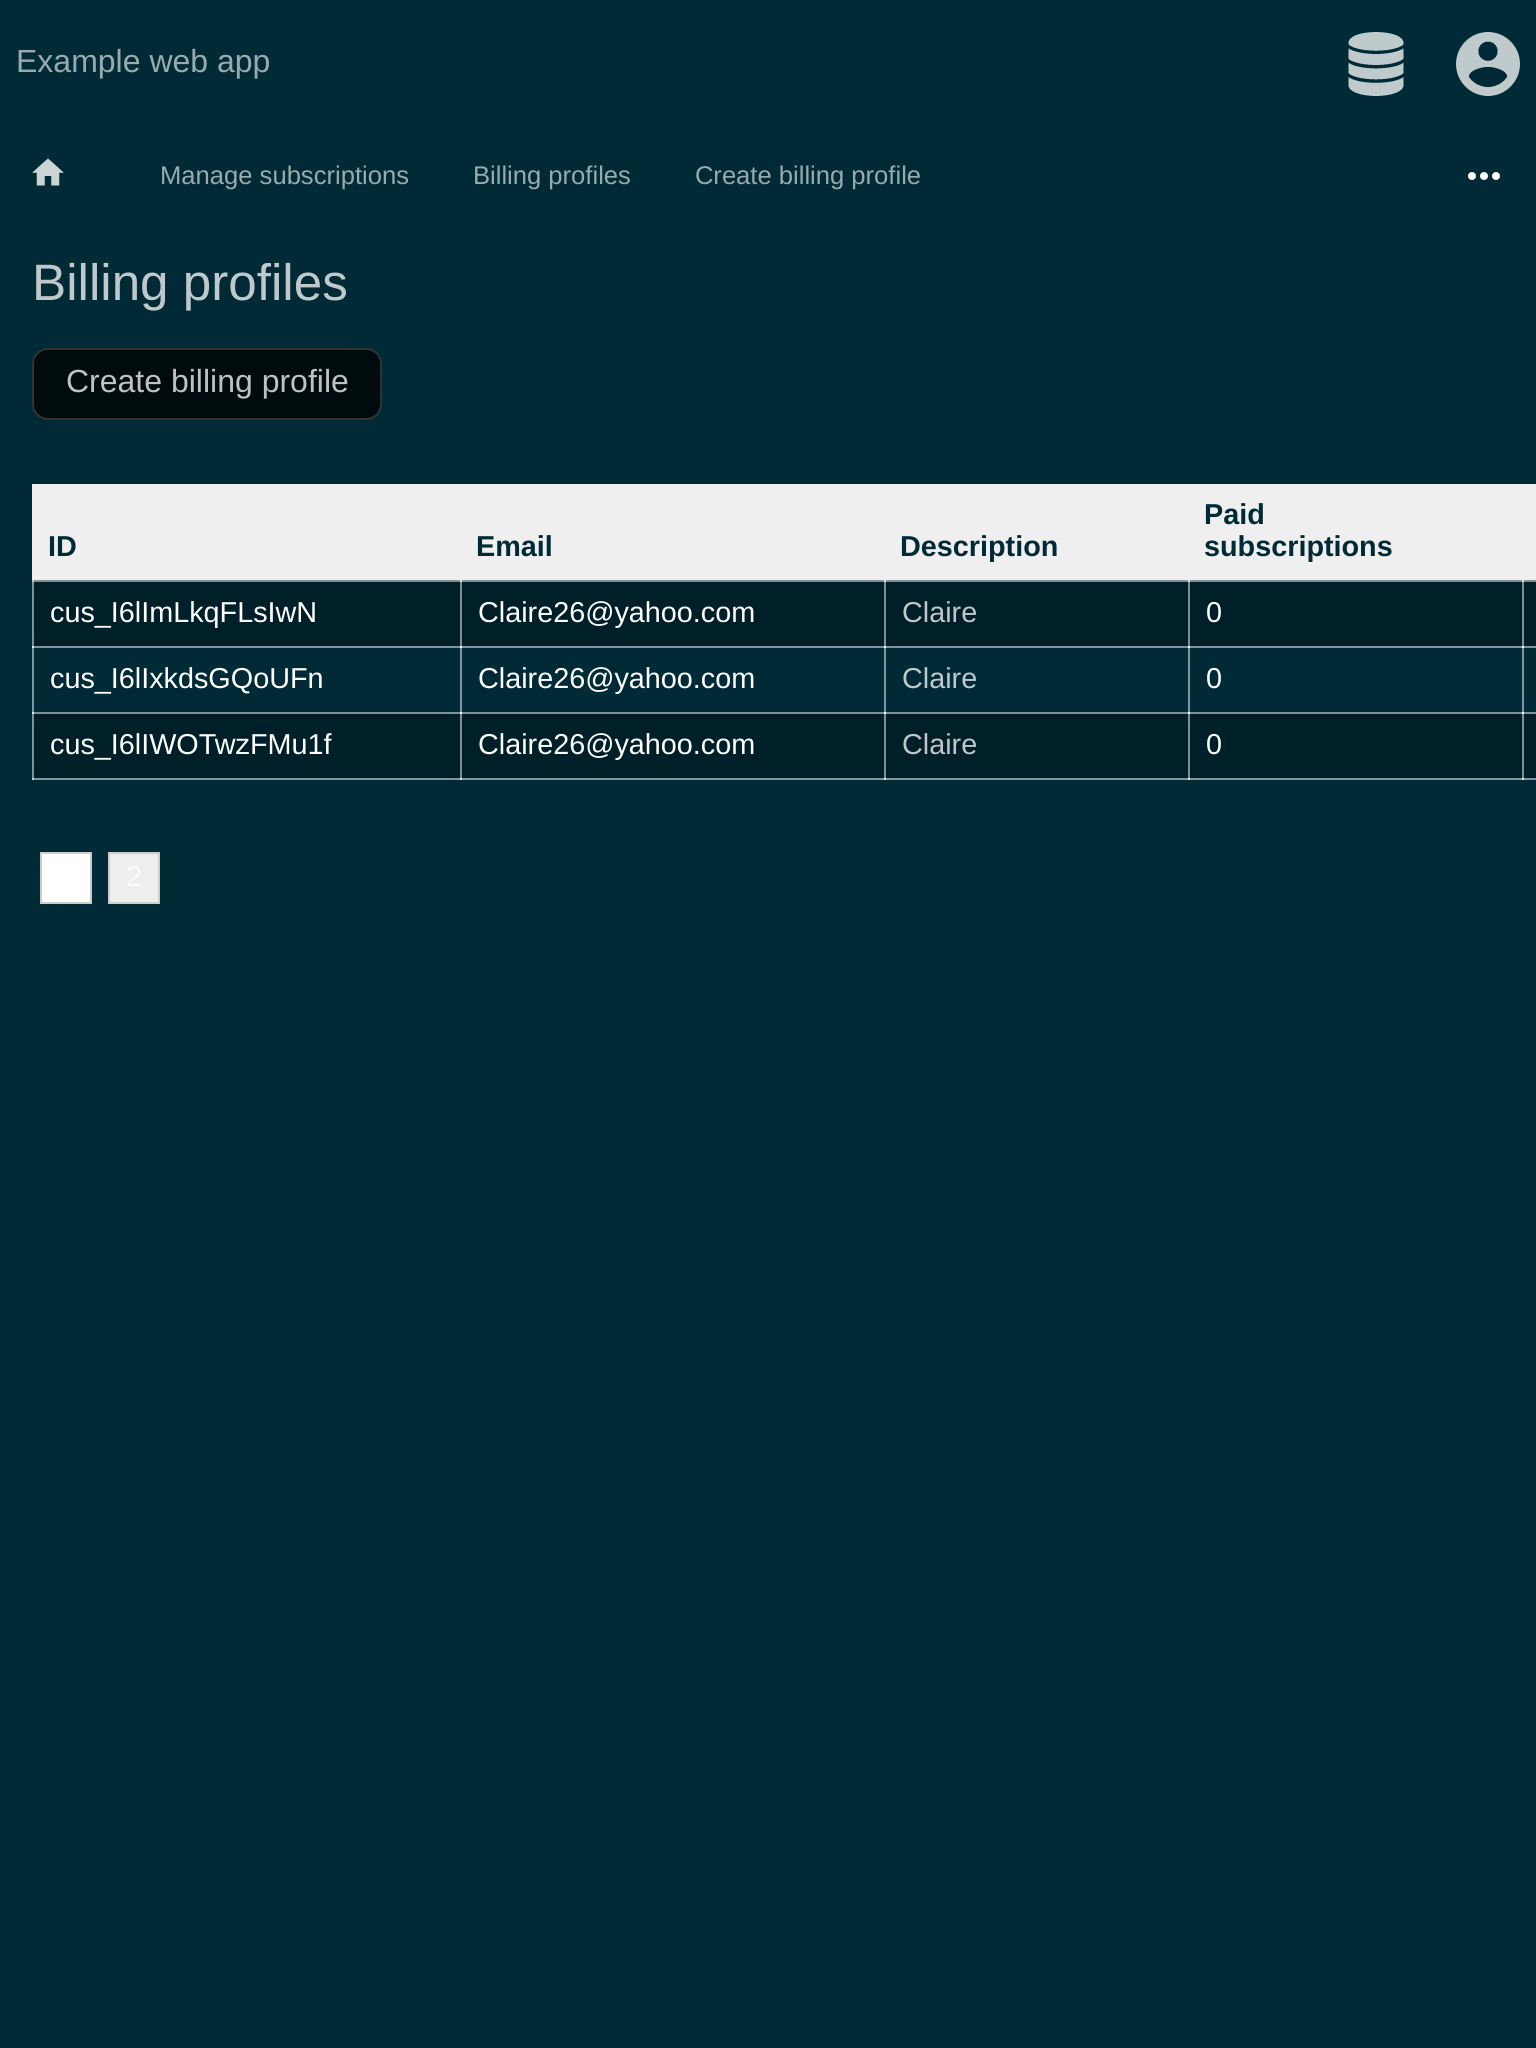 Example web app
Manage subscriptions Billing profiles Create billing profile
Billing profiles
Create billing profile
ID Email Description Paid subscriptions
cus_I6lImLkqFLsIwN Claire26@yahoo.com Claire 0
cus_I6lIxkdsGQoUFn Claire26@yahoo.com Claire 0
cus_I6lIWOTwzFMu1f Claire26@yahoo.com Claire 0
2